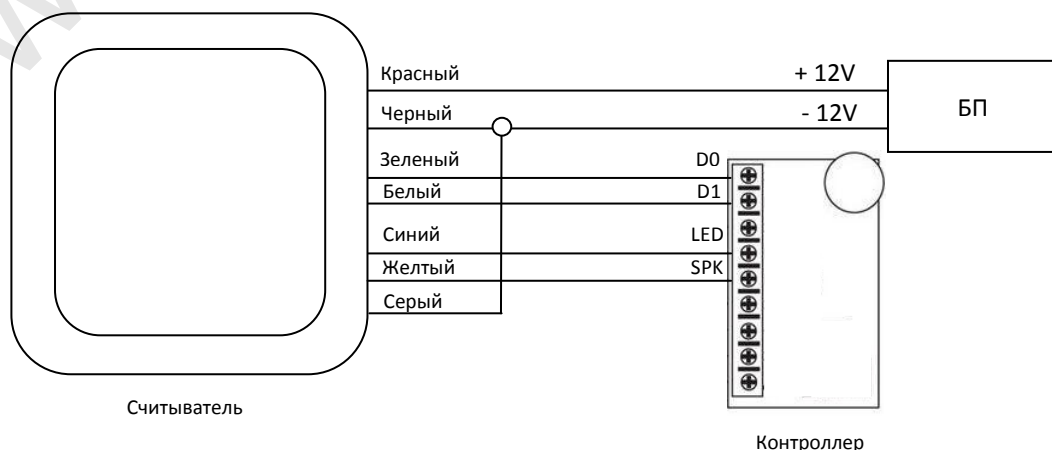 Красный
+ 12V
Черный
- 12V
БП
Зеленый
D0
Белый
D1
Синий
LED
Желтый
SPK
Серый
Считыватель
Контроллер